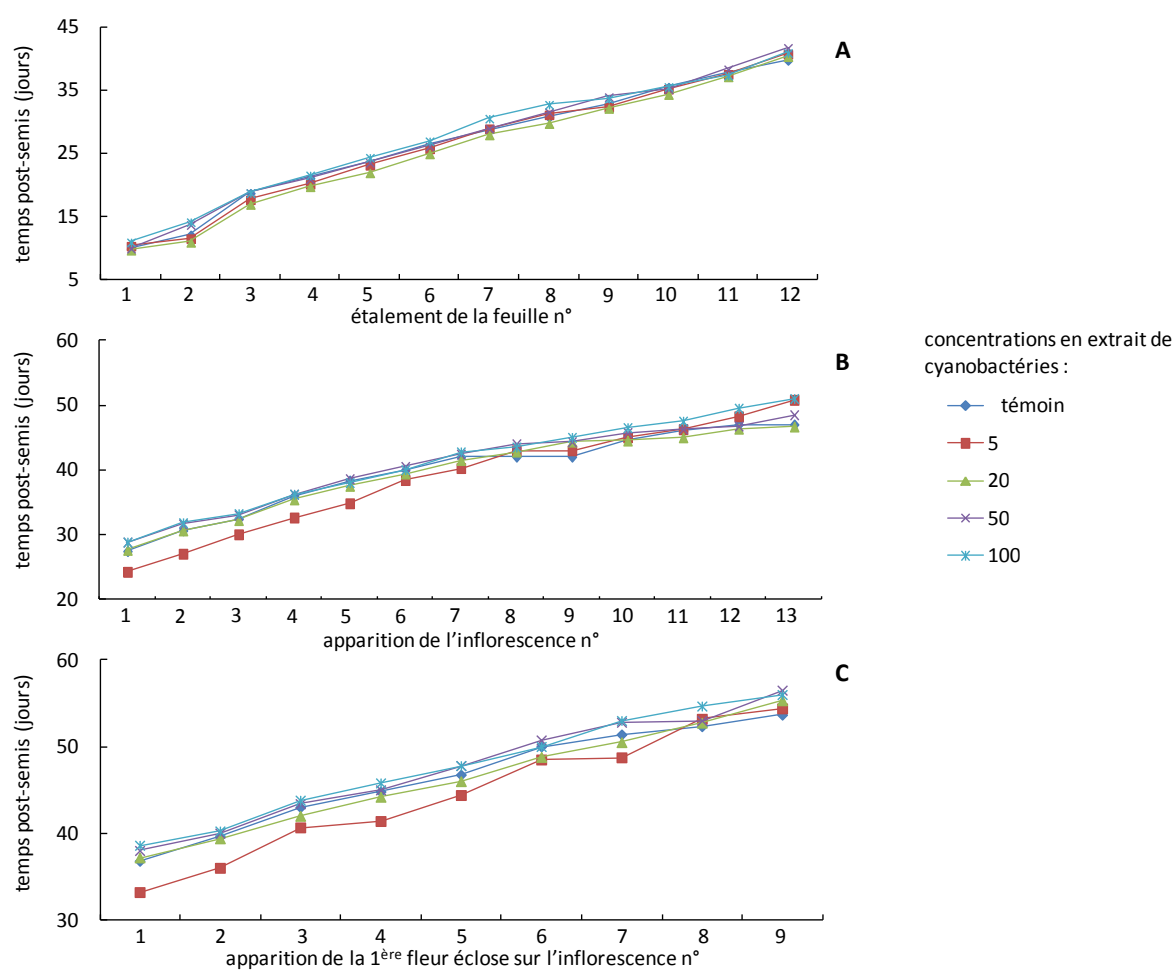 A
temps post-semis (jours)
45
35
25
15
5
1 2 3 4 5 6 7 8 9 10 11 12
étalement de la feuille n°
B
temps post-semis (jours)
60
50
40
30
20
1 2 3 4 5 6 7 8 9 10 11 12 13
apparition de l'inflorescence n°
C
temps post-semis (jours)
60
50
40
30
1 2 3 4 5 6 7 8 9
apparition de la 1ère fleur éclose sur l'inflorescence n°
concentrations en extrait de
cyanobactéries :
témoin
5
20
50
100